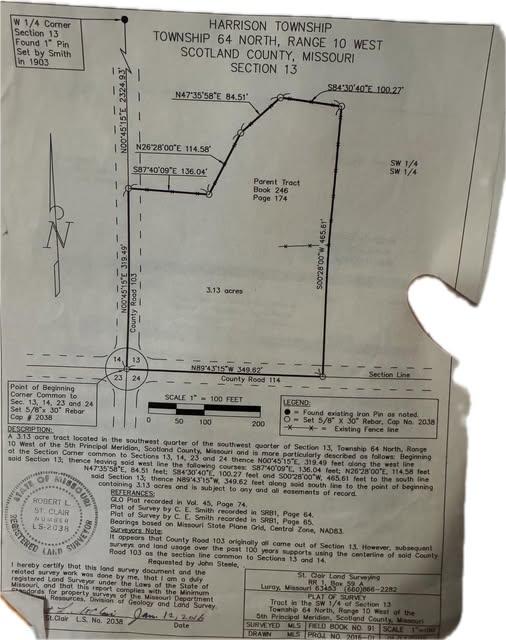 W 1/4 Corner
Section 13
Found 1" Pin
Set by Smith
in 1903
HARRISON TOWNSHIP
TOWNSHIP 64 NORTH, RANGE 10 WEST
SCOTLAND COUNTY, MISSOURI
SECTION 13
N00°45'15"E 2324.93'
N47°35'58"E 84.51'
S84°30'40"E 100.27'
N26°28'00"E 114.58'
S87°40'09"E 136.04'
Parent Tract
Book 246
Page 174
SW 1/4
SW 1/4
N
N00°45'15"E 319.49'
County Road 103
S00°28'00"W 465.61'
3.13 acres
14 13
23 24
N89°43'15"W 349.62'
County Road 114
Section Line
Point of Beginning
Corner Common to
Sec. 13, 14, 23 and 24
Set 5/8"x 30" Rebar
Cap # 2038
SCALE 1" = 100 FEET
0 100 200
LEGEND:
= Found existing iron Pin as noted.
= Set 5/8" X 30" Rebar, Cap No. 2038
= Existing Fence line
DESCRIPTION:
A 3.13 acre tract located in the southwest quarter of the southwest quarter of Section 13, Township 64 North, Range
10 West of the 5th Principal Meridian, Scotland County, Missouri and is more particularly described as follows: Beginning
at the Section Corner common to Sections 13, 14, 23 and 24 thence N00°45'15"E, 319.49 feet along the west line
said Section 13; thence leaving said west line the following courses: S87°40'09"E, 136.04 feet; N26°28'00"E, 114.58 feet
N47°35'58"E, 84.51 feet; S84°30'40"E, 100.27 feet and S00°28'00"W, 465.61 feet to the south line
said Section 13; thence N89°43'15"W, 349.62 feet along said south line to the point of beginning
containing 3.13 acres and is subject to any and all easements of record.
REFERANCES:
GLO Plat recorded in Vol. 45, Page 74.
Plat of Survey by C. E. Smith recorded in SRB1, Page 64.
Plat of Survey by C. E. Smith recorded in SRB1, Page 65.
Bearings based on Missouri State Plane Grid, Central Zone, NAD83.
Surveyors Note:
It appears that County Road 103 originally all came out of Section 13. However, subsequent
surveys and land usage over the past 100 years supports using the centerline of said County
Road 103 as the section line common to Sections 13 and 14.
Requested by John Steele,
STATE OF MISSOURI
ROBERT L.
ST. CLAIR
NUMBER
LS-2038
REGISTERED LAND SURVEYOR
I hereby certify that this land survey document and the
related survey work was done by me, that I am a duly
registered Land Surveyor under the Laws of the State of
Missouri, and that this report complies with the Minimum
Standards for property surveys of the Missouri Department of
Resources, Division of Geology and Land Survey.
Jan. 12, 2016
St.Clair L.S. No. 2038 Date
St. Clair Land Surveying
RR 1, Box 59 A
Luray, Missouri 63453 (660)866-2282
PLAT OF SURVEY
Tract in the SW 1/4 of Section 13
Township 64 North, Range 10 West of the
5th Principal Meridian, Scotland County, Missouri
SURVEYED MLS FIELD BOOK NO. 91 SCALE 1"=100'
DRAWN MLS PROJ. NO. 2016-